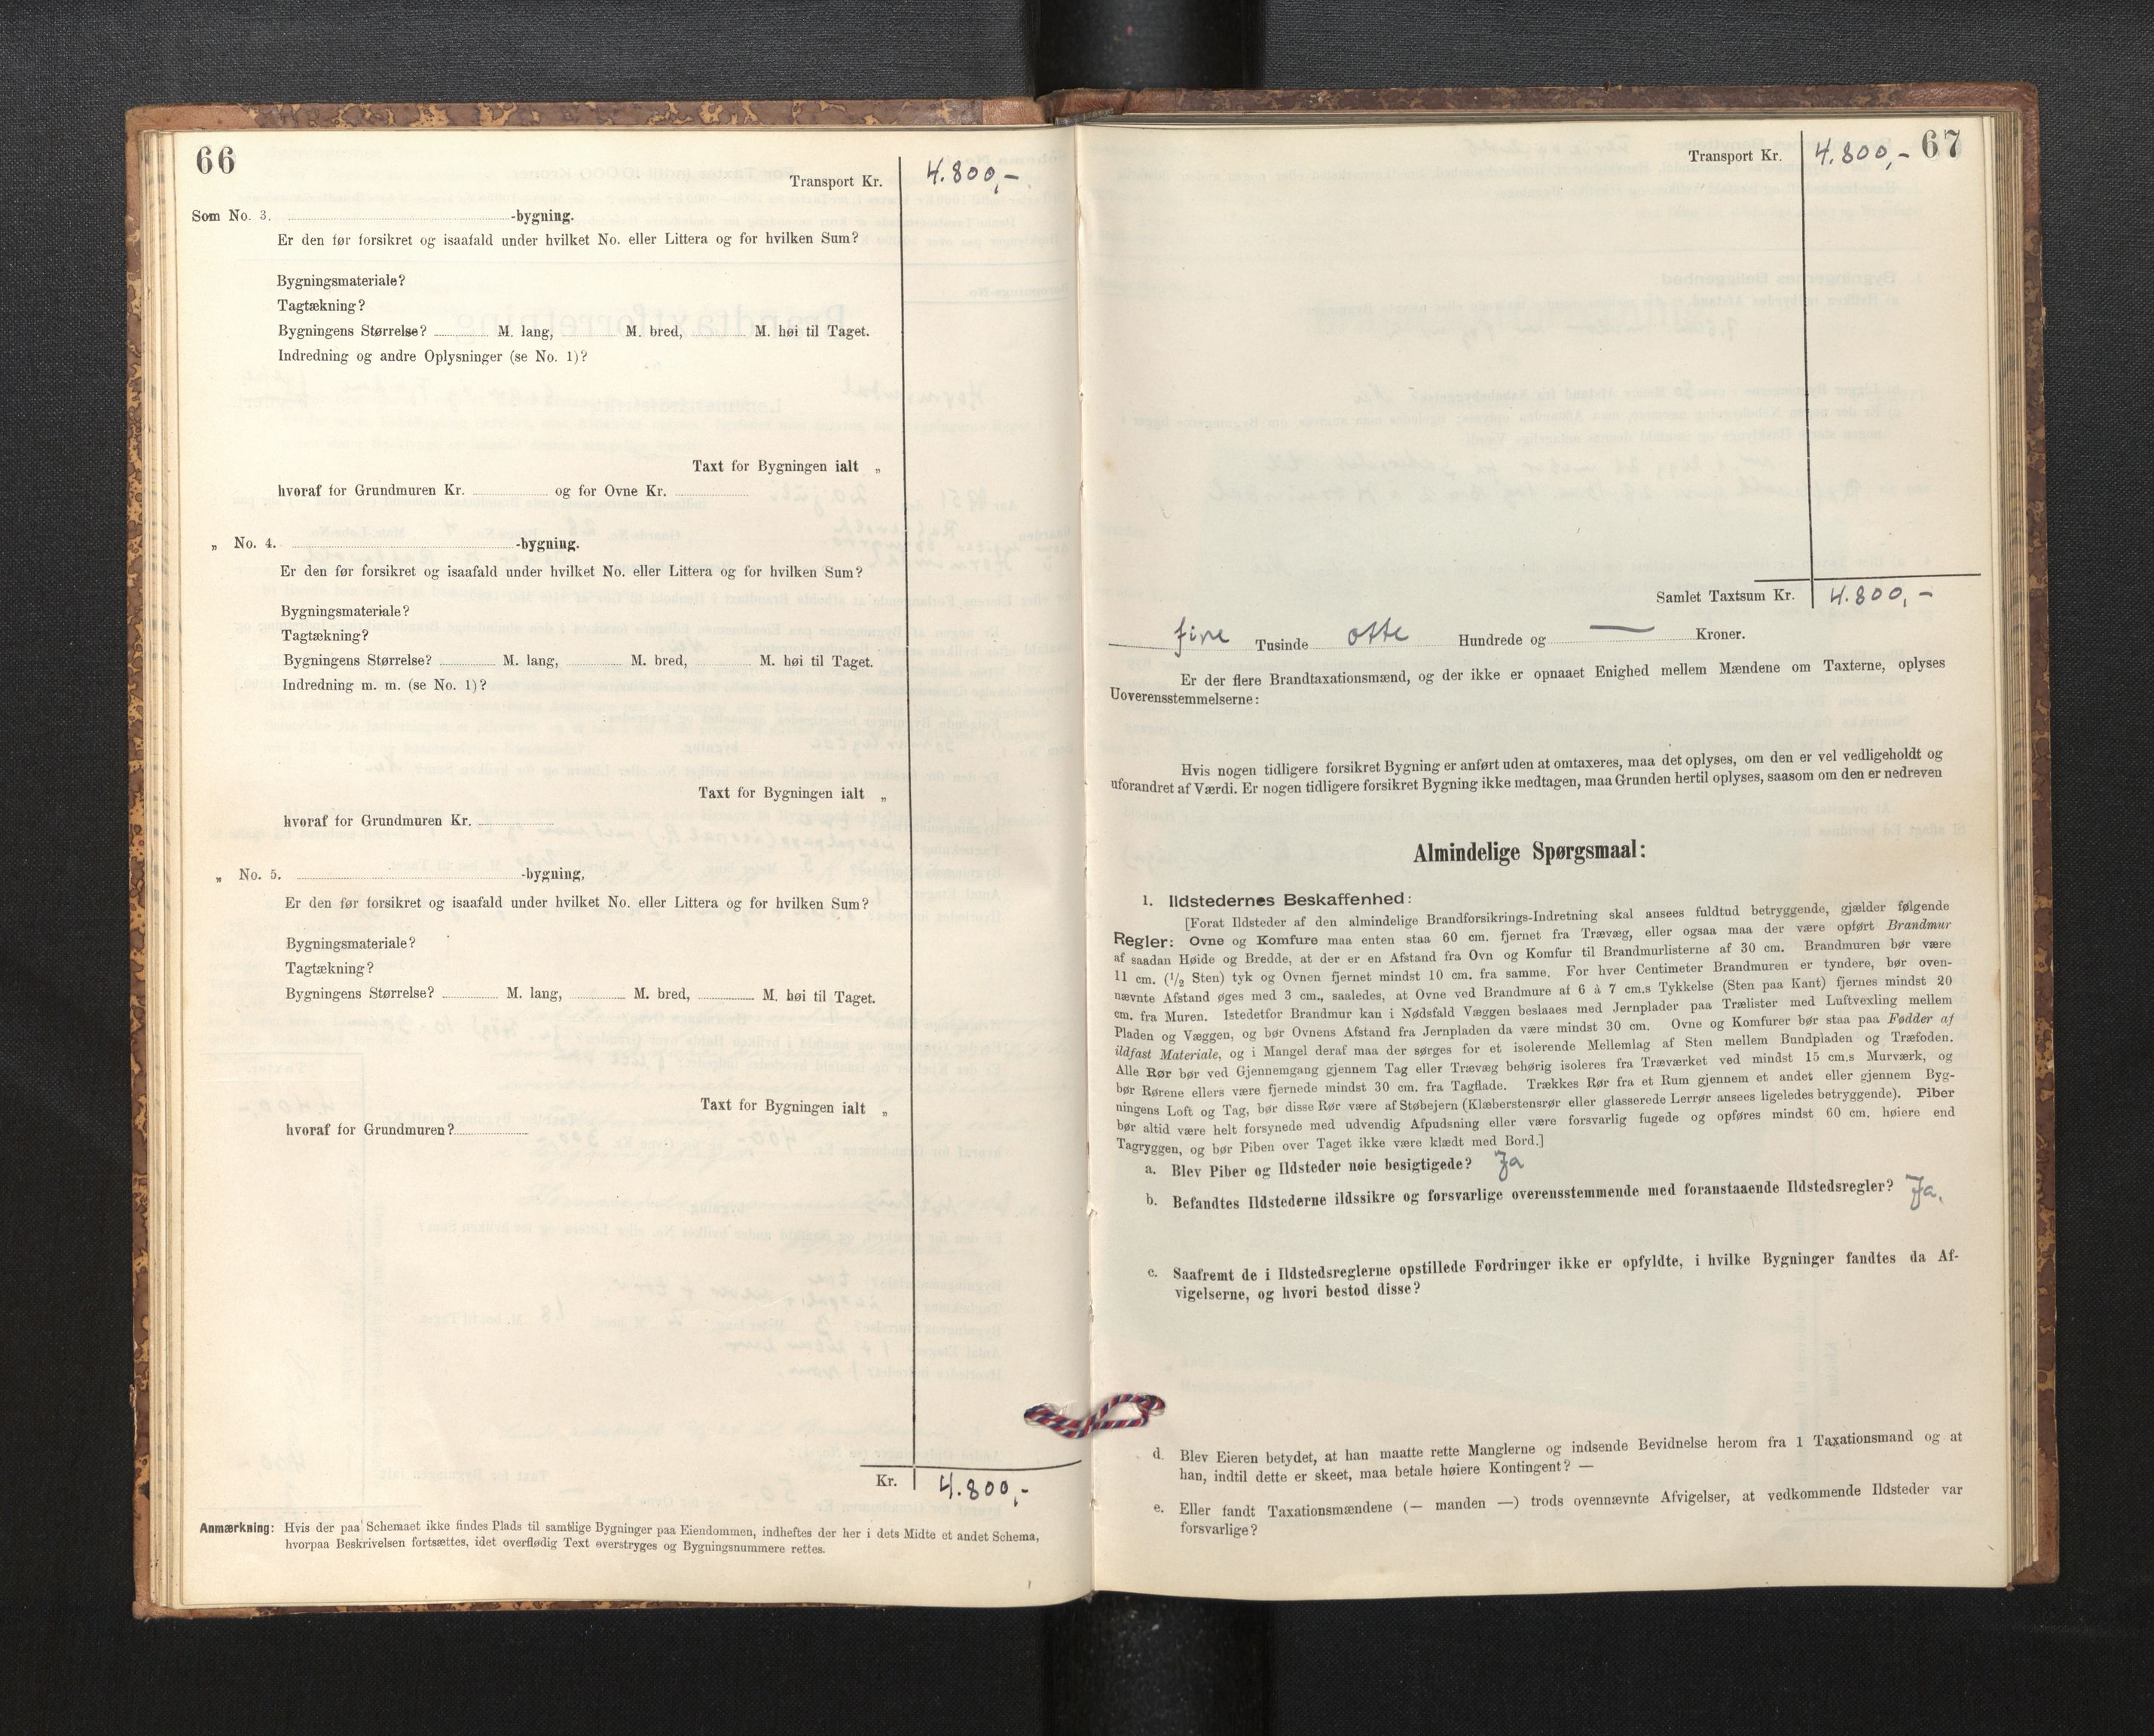 66
Transport Kr. 4.800,-
Som No. 3. -bygning.
Er den før forsikret og isaafald under hvilket No. eller Littera og for hvilken Sum?
Bygningsmateriale?
Tagtækning?
Bygningens Størrelse? M. lang, M. bred, M. høi til Taget.
Indredning og andre Oplysninger (se No. 1)?
Taxt for Bygningen ialt „
hvoraf for Grundmuren Kr. og for Ovne Kr.
„ No. 4. -bygning.
Er den før forsikret og isaafald under hvilket No. eller Littera og for hvilken Sum?
Bygningsmateriale?
Tagtækning?
Bygningens Størrelse? M. lang, M. bred, M. høi til Taget.
Indredning m. m. (se No. 1)?
Taxt for Bygningen ialt „
hvoraf for Grundmuren Kr.
„ No. 5. -bygning.
Er den før forsikret og isaafald under hvilket No. eller Littera og for hvilken Sum?
Bygningsmateriale?
Tagtækning?
Bygningens Størrelse? M. lang, M. bred, M. høi til Taget.
Taxt for Bygningen ialt „
hvoraf for Grundmuren?
Kr. 4.800,-
Anmærkning: Hvis der paa Schemaet ikke findes Plads til samtlige Bygninger paa Eiendommen, indheftes der her i dets Midte et andet Schema,
hvorpaa Beskrivelsen fortsættes, idet overflødig Text overstryges og Bygningsnummere rettes.
67
Transport Kr. 4.800,-
Samlet Taxtsum Kr. 4.800,-
fire Tusinde otte Hundrede og — Kroner.
Er der flere Brandtaxationsmænd, og der ikke er opnaaet Enighed mellem Mændene om Taxterne, oplyses
Uoverensstemmelserne:
Hvis nogen tidligere forsikret Bygning er anført uden at omtaxeres, maa det oplyses, om den er vel vedligeholdt og
uforandret af Værdi. Er nogen tidligere forsikret Bygning ikke medtagen, maa Grunden hertil oplyses, saasom om den er nedreven
Almindelige Spørgsmaal:
1. Ildstedernes Beskaffenhed:
[Forat Ildsteder af den almindelige Brandforsikrings-Indretning skal ansees fuldtud betryggende, gjælder følgende
Regler: Ovne og Komfure maa enten staa 60 cm. fjernet fra Trævæg, eller ogsaa maa der være opført Brandmur
af saadan Høide og Bredde, at der er en Afstand fra Ovn og Komfur til Brandmurlisterne af 30 cm. Brandmuren bør være
11 cm. (1/2 Sten) tyk og Ovnen fjernet mindst 10 cm. fra samme. For hver Centimeter Brandmuren er tyndere, bør oven-
nævnte Afstand øges med 3 cm., saaledes, at Ovne ved Brandmure af 6 à 7 cm.s Tykkelse (Sten paa Kant) fjernes mindst 20
cm. fra Muren. Istedetfor Brandmur kan i Nødsfald Væggen beslaaes med Jernplader paa Trælister med Luftvexling mellem
Pladen og Væggen, og bør Ovnens Afstand fra Jernpladen da være mindst 30 cm. Ovne og Komfurer bør staa paa Fødder af
ildfast Materiale, og i Mangel deraf maa der sørges for et isolerende Mellemlag af Sten mellem Bundpladen og Træfoden.
Alle Rør bør ved Gjennemgang gjennem Tag eller Trævæg behørig isoleres fra Træværket ved mindst 15 cm.s Murværk, og
bør Rørene ellers være fjernede mindst 30 cm. fra Tagflade. Trækkes Rør fra et Rum gjennem et andet eller gjennem Byg-
ningens Loft og Tag, bør disse Rør være af Støbejern (Klæberstensrør eller glasserede Lerrør ansees ligeledes betryggende). Piber
bør altid være helt forsynede med udvendig Afpudsning eller være forsvarlig fugede og opføres mindst 60 cm. høiere end
Tagryggen, og bør Piben over Taget ikke være klædt med Bord.]
a. Blev Piber og Ildsteder nøie besigtigede? Ja
b. Befandtes Ildstederne ildssikre og forsvarlige overensstemmende med foranstaaende Ildstedsregler? Ja.
c. Saafremt de i Ildstedsreglerne opstillede Fordringer ikke er opfyldte, i hvilke Bygninger fandtes da Af-
vigelserne, og hvori bestod disse?
d. Blev Eieren betydet, at han maatte rette Manglerne og indsende Bevidnelse herom fra 1 Taxationsmand og at
han, indtil dette er skeet, maa betale høiere Kontingent? —
e. Eller fandt Taxationsmændene (— manden —) trods ovennævnte Afvigelser, at vedkommende Ildsteder var
forsvarlige?